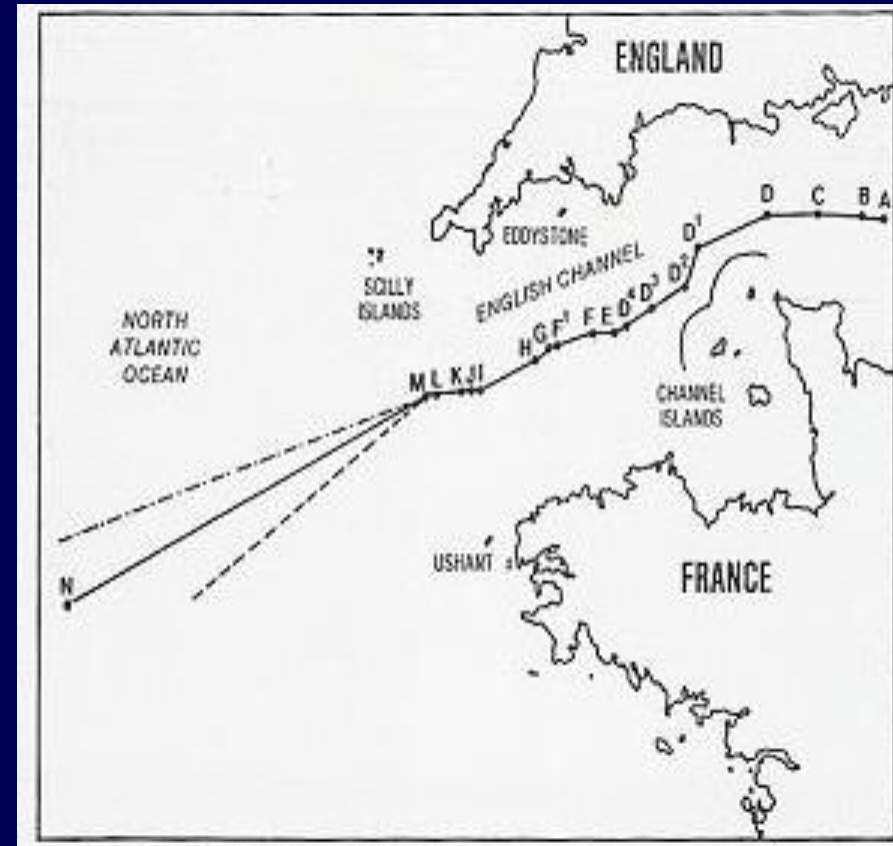 ENGLAND
D C B A
D¹
EDDYSTONE
ENGLISH CHANNEL
D²
SCILLY
ISLANDS
D³
D⁴
NORTH
ATLANTIC
OCEAN
H G F¹ F E
M L K J I
CHANNEL
ISLANDS
USHANT
FRANCE
N